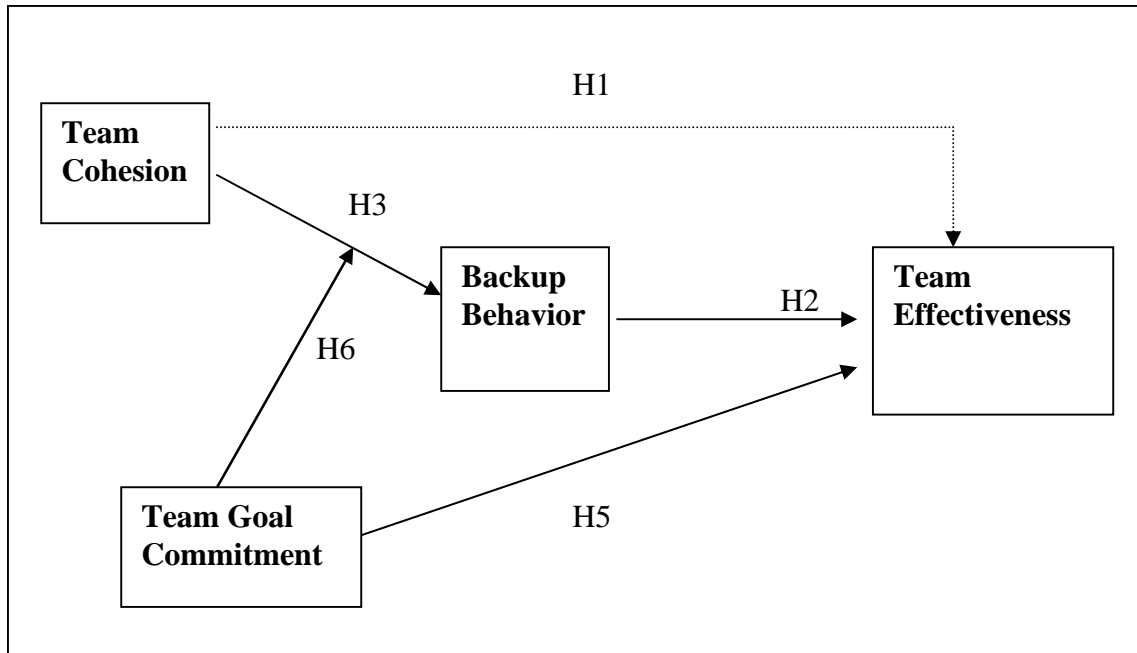 H1
Team
Cohesion
H3
Backup
Behavior
H2
Team
Effectiveness
H6
Team Goal
Commitment
H5